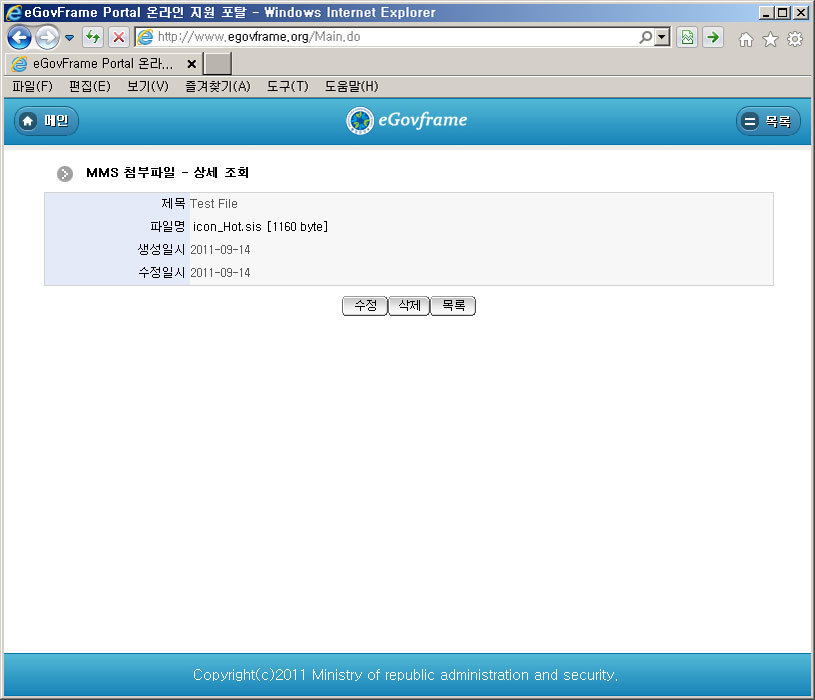 eGovFrame Portal 온라인 지원 포탈 - Windows Internet Explorer
http://www.egovframe.org/Main.do
eGovFrame Portal 온라...
파일(F) 편집(E) 보기(V) 즐겨찾기(A) 도구(T) 도움말(H)
메인 eGovframe 목록
MMS 첨부파일 - 상세 조회
제목 Test File
파일명 icon_Hot.sis [1160 byte]
생성일시 2011-09-14
수정일시 2011-09-14
수정 삭제 목록
Copyright(c)2011 Ministry of republic administration and security.